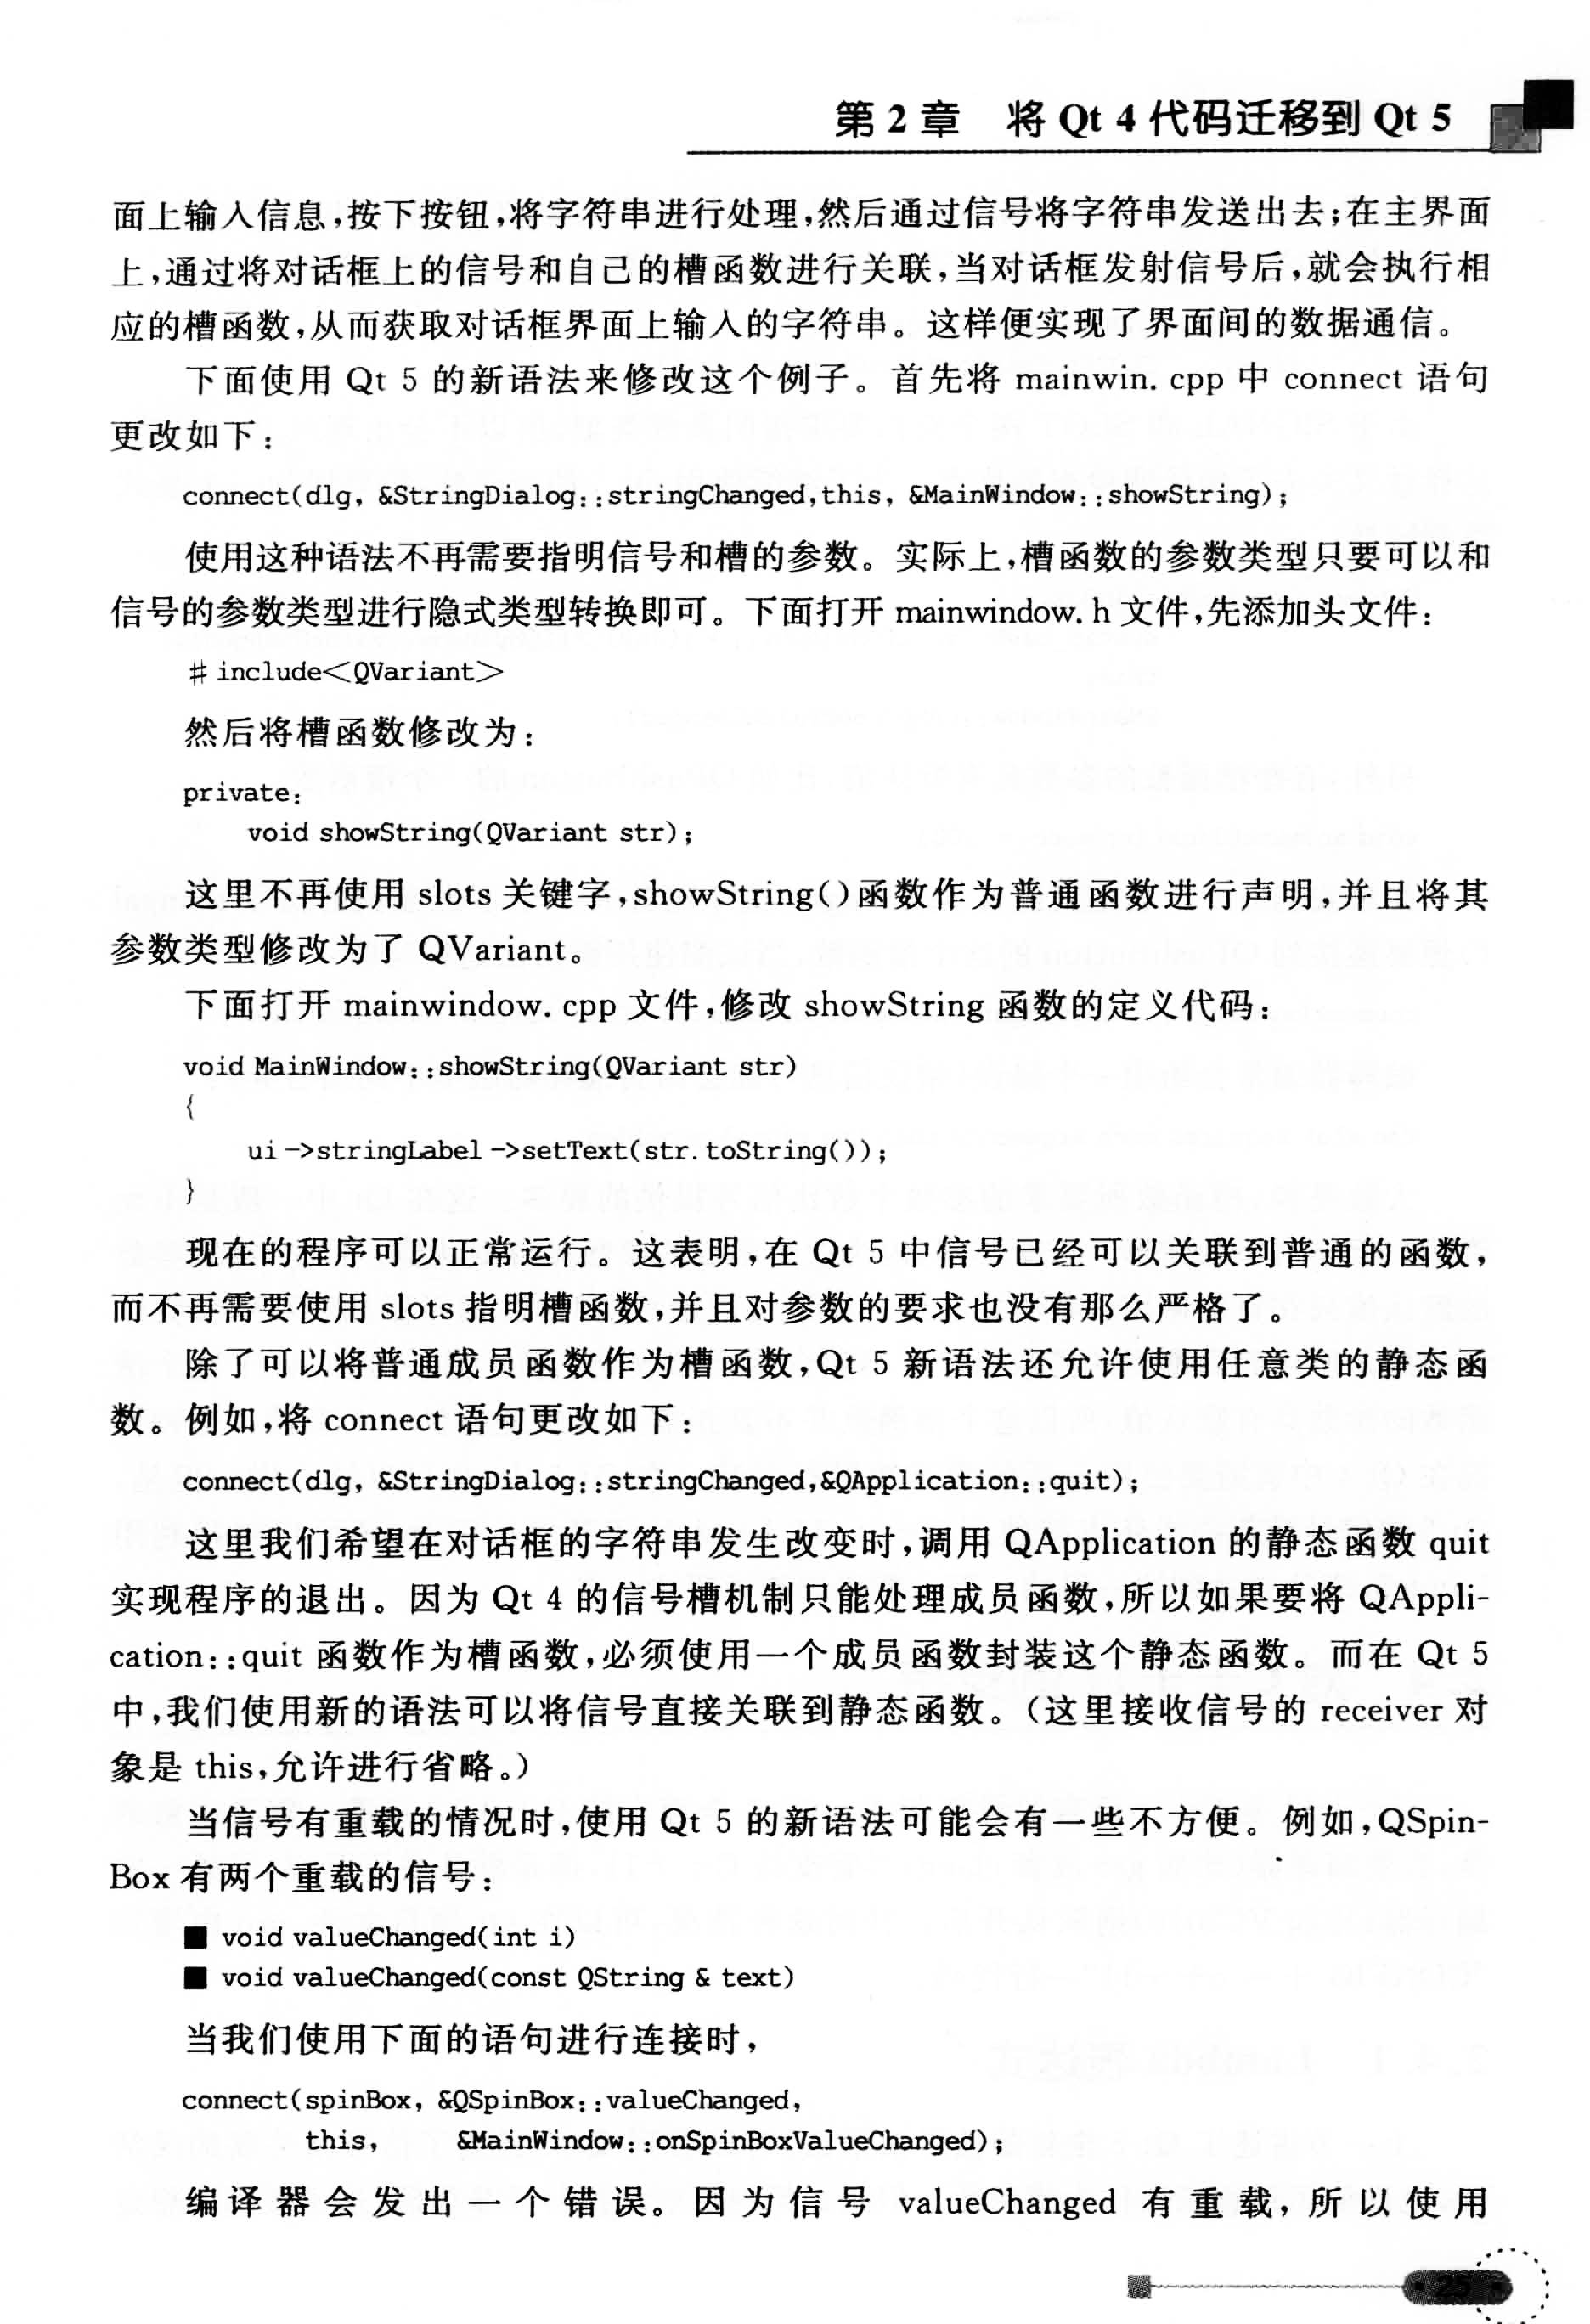 第 2 章　将 Qt 4 代码迁移到 Qt 5
面上输入信息,按下按钮,将字符串进行处理,然后通过信号将字符串发送出去;在主界面
上,通过将对话框上的信号和自己的槽函数进行关联,当对话框发射信号后,就会执行相
应的槽函数,从而获取对话框界面上输入的字符串。这样便实现了界面间的数据通信。
下面使用 Qt 5 的新语法来修改这个例子。首先将 mainwin. cpp 中 connect 语句
更改如下:
connect(dlg, &StringDialog::stringChanged,this, &MainWindow::showString);
使用这种语法不再需要指明信号和槽的参数。实际上,槽函数的参数类型只要可以和
信号的参数类型进行隐式类型转换即可。下面打开 mainwindow. h 文件,先添加头文件:
# include<QVariant>
然后将槽函数修改为:
private:
void showString(QVariant str);
这里不再使用 slots 关键字,showString()函数作为普通函数进行声明,并且将其
参数类型修改为了 QVariant。
下面打开 mainwindow. cpp 文件,修改 showString 函数的定义代码:
void MainWindow::showString(QVariant str)
{
ui ->stringLabel ->setText(str. toString());
}
现在的程序可以正常运行。这表明,在 Qt 5 中信号已经可以关联到普通的函数,
而不再需要使用 slots 指明槽函数,并且对参数的要求也没有那么严格了。
除了可以将普通成员函数作为槽函数,Qt 5 新语法还允许使用任意类的静态函
数。例如,将 connect 语句更改如下:
connect(dlg, &StringDialog::stringChanged,&QApplication::quit);
这里我们希望在对话框的字符串发生改变时,调用 QApplication 的静态函数 quit
实现程序的退出。因为 Qt 4 的信号槽机制只能处理成员函数,所以如果要将 QAppli-
cation::quit 函数作为槽函数,必须使用一个成员函数封装这个静态函数。而在 Qt 5
中,我们使用新的语法可以将信号直接关联到静态函数。(这里接收信号的 receiver 对
象是 this,允许进行省略。)
当信号有重载的情况时,使用 Qt 5 的新语法可能会有一些不方便。例如,QSpin-
Box 有两个重载的信号:
■ void valueChanged(int i)
■ void valueChanged(const QString & text)
当我们使用下面的语句进行连接时,
connect(spinBox, &QSpinBox::valueChanged,
this, &MainWindow::onSpinBoxValueChanged);
编译器会发出一个错误。因为信号 valueChanged 有重载,所以使用
25